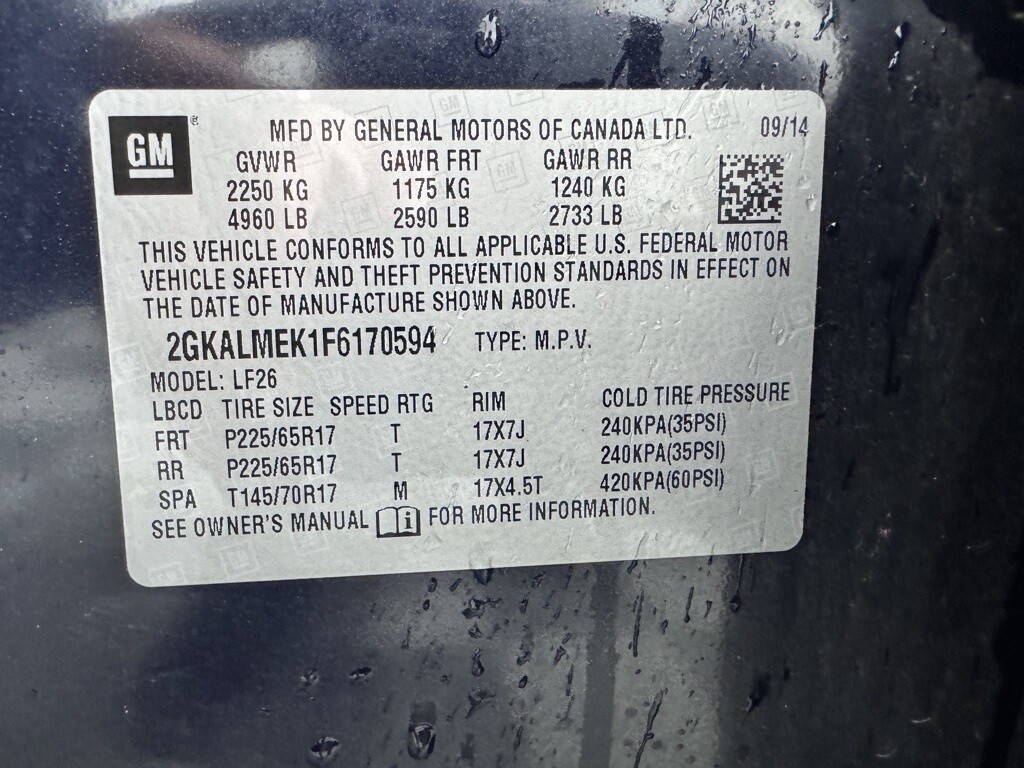 GM ® MFD BY GENERAL MOTORS OF CANADA LTD. 09/14
GVWR GAWR FRT GAWR RR
2250 KG 1175 KG 1240 KG
4960 LB 2590 LB 2733 LB
THIS VEHICLE CONFORMS TO ALL APPLICABLE U.S. FEDERAL MOTOR
VEHICLE SAFETY AND THEFT PREVENTION STANDARDS IN EFFECT ON
THE DATE OF MANUFACTURE SHOWN ABOVE.
2GKALMEK1F6170594 TYPE: M.P.V.
MODEL: LF26
LBCD TIRE SIZE SPEED RTG RIM COLD TIRE PRESSURE
FRT P225/65R17 T 17X7J 240KPA(35PSI)
RR P225/65R17 T 17X7J 240KPA(35PSI)
SPA T145/70R17 M 17X4.5T 420KPA(60PSI)
SEE OWNER'S MANUAL i FOR MORE INFORMATION.